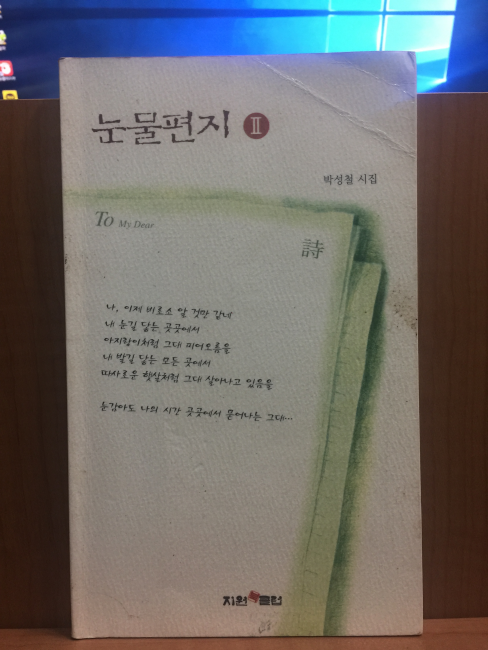 눈물편지 Ⅱ
박성철 시집
To My Dear
詩
나, 이제 비로소 알 것만 같네
내 눈길 닿는 곳곳에서
아지랑이처럼 그대 피어오름을
내 발길 닿는 모든 곳에서
따사로운 햇살처럼 그대 살아나고 있음을
눈감아도 나의 시간 곳곳에서 묻어나는 그대...
지원북클럽